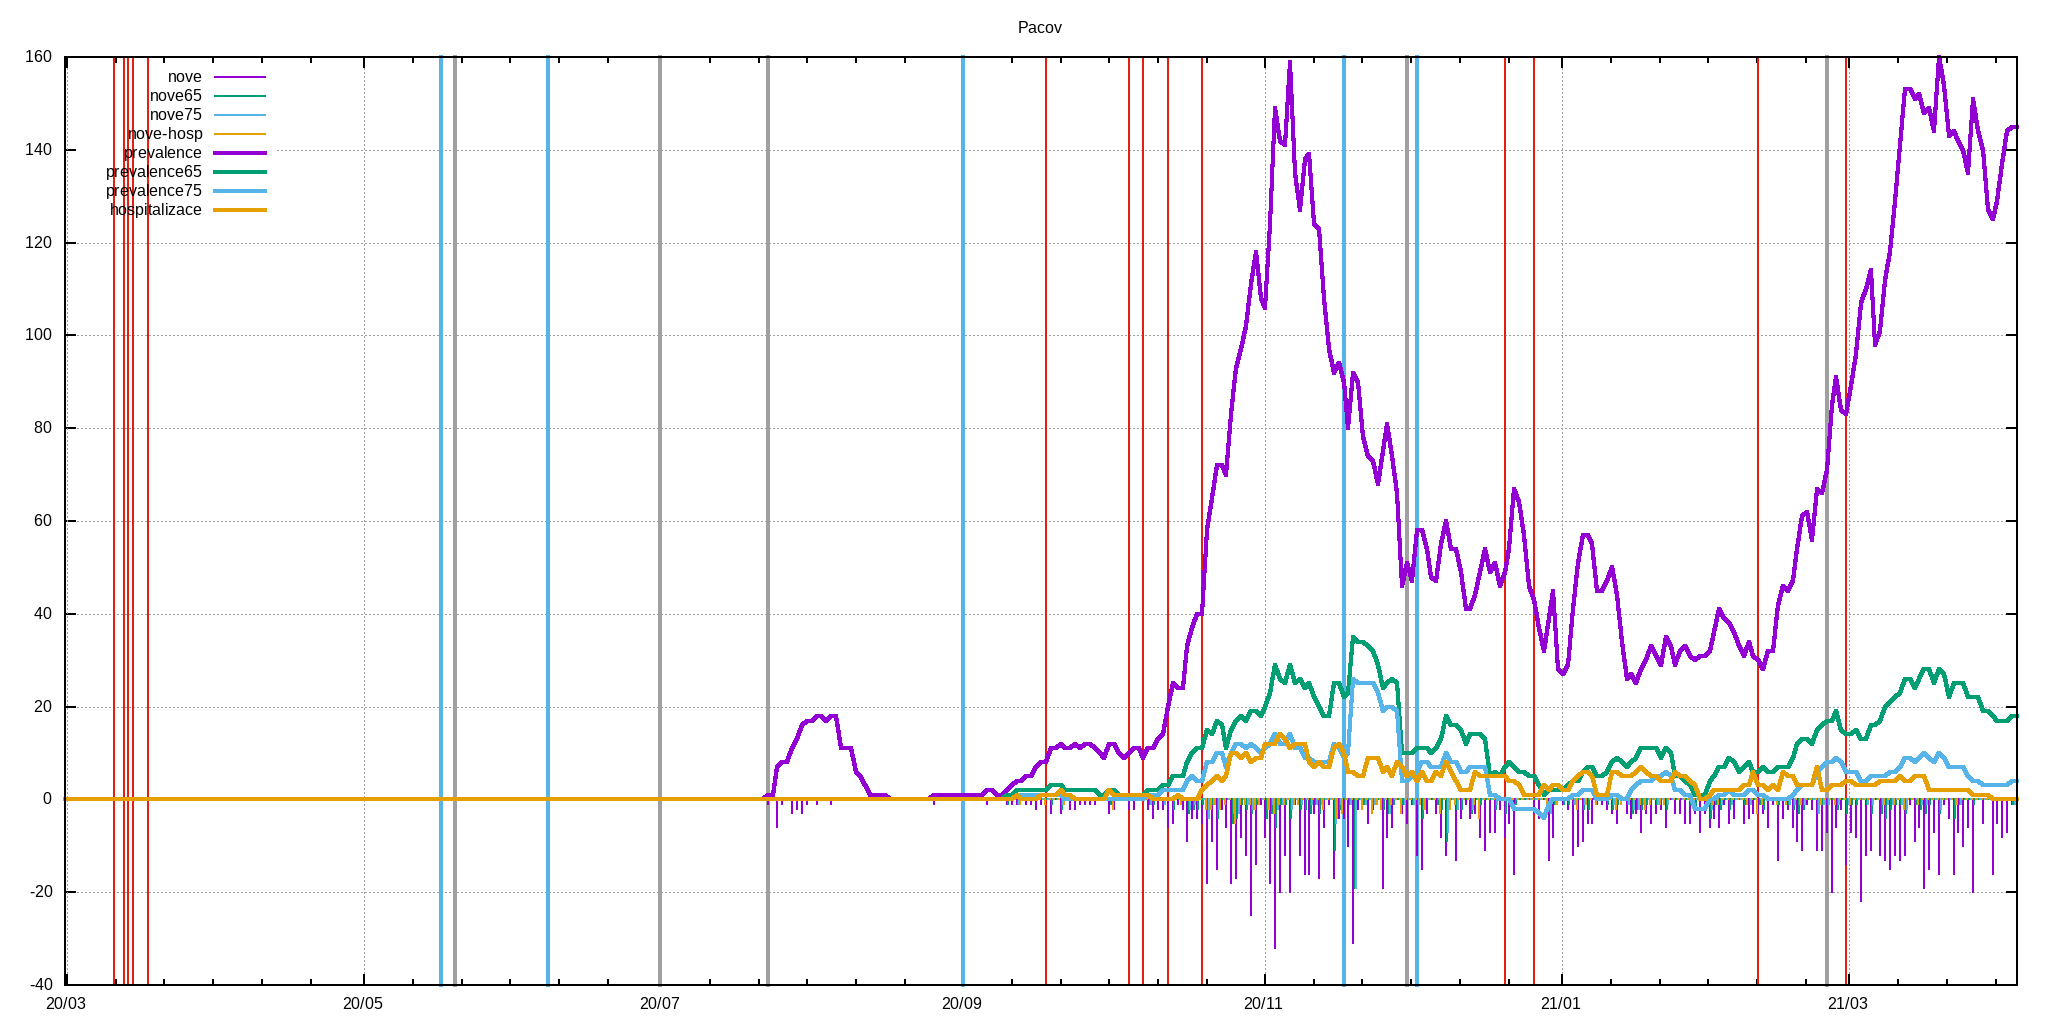 Pacov
160
140
120
100
80
60
40
20
0
-20
-40
nove
nove65
nove75
nove-hosp
prevalence
prevalence65
prevalence75
hospitalizace
20/03 20/05 20/07 20/09 20/11 21/01 21/03